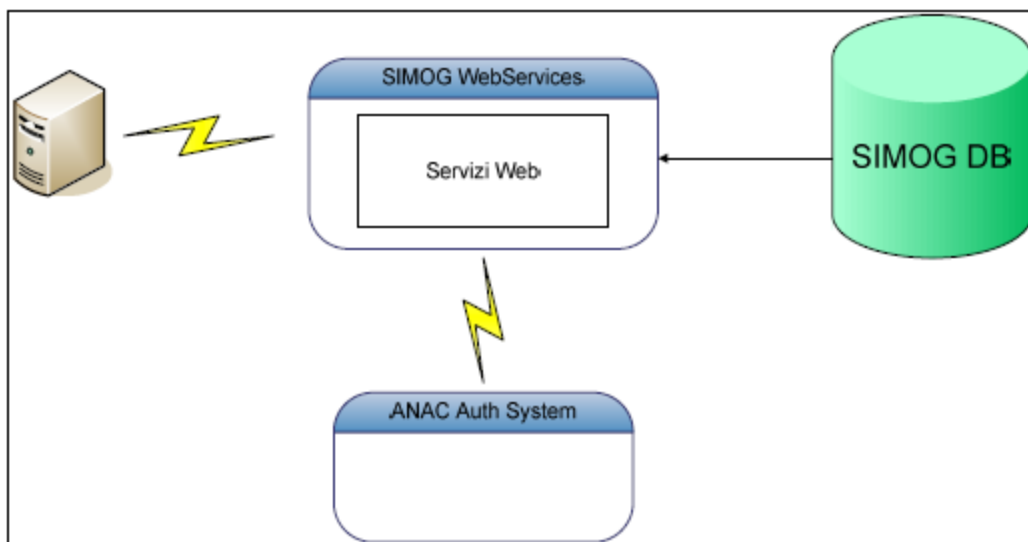 SIMOG WebServices
Servizi Web
SIMOG DB
ANAC Auth System